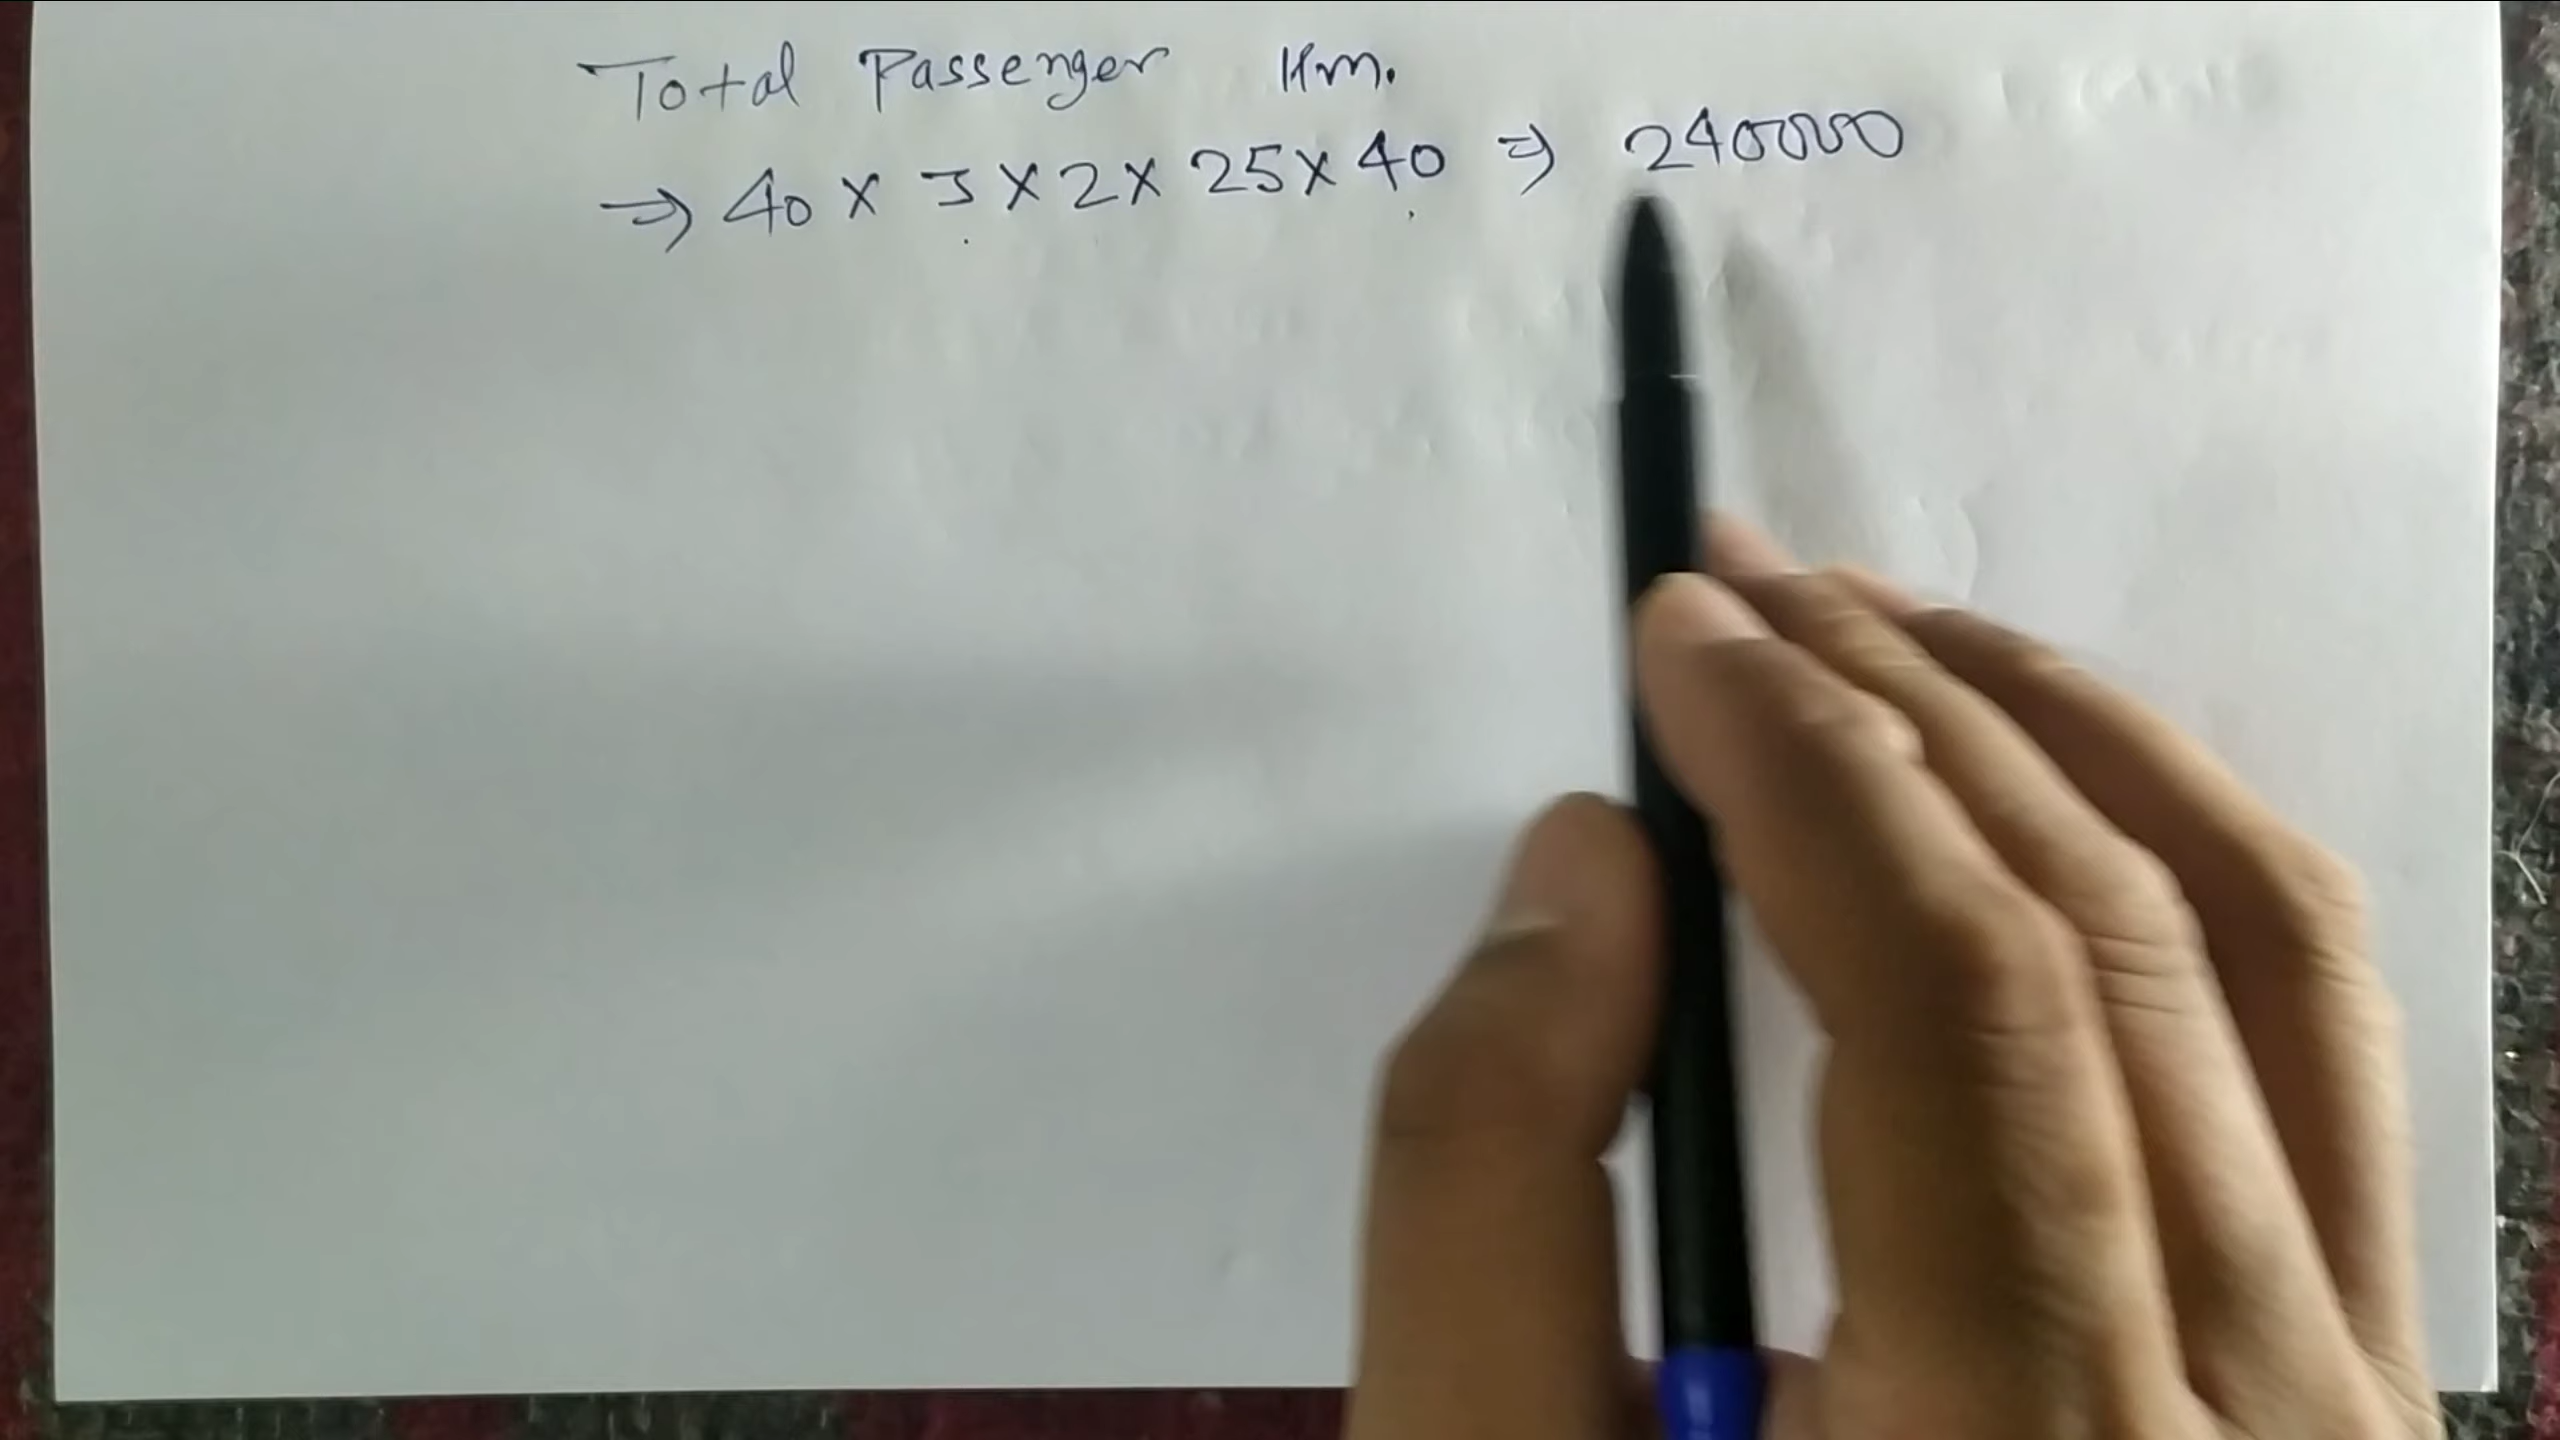 Total Passenger Km.
⇒ 40 x 3 x 2 x 25 x 40 ⇒ 240000